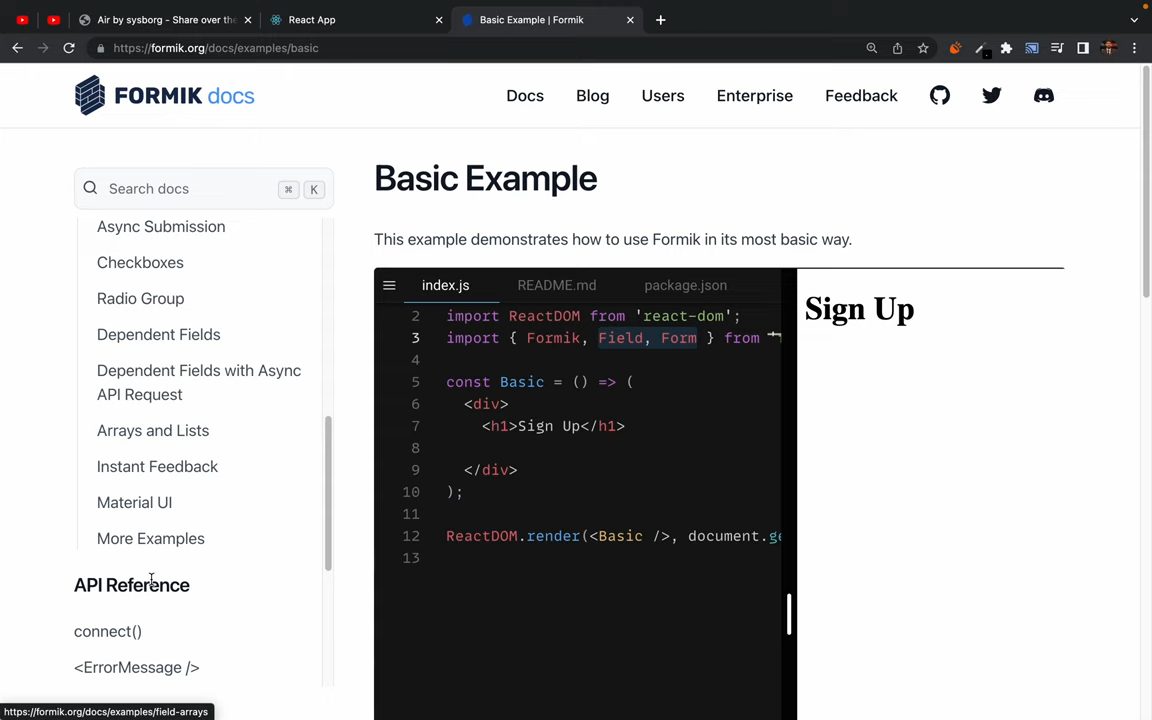 Air by sysborg - Share over the
React App
Basic Example | Formik
https://formik.org/docs/examples/basic
FORMIK docs
Docs
Blog
Users
Enterprise
Feedback
Search docs
⌘
K
Async Submission
Checkboxes
Radio Group
Dependent Fields
Dependent Fields with Async
API Request
Arrays and Lists
Instant Feedback
Material UI
More Examples
API Reference
connect()
<ErrorMessage />
Basic Example
This example demonstrates how to use Formik in its most basic way.
index.js
README.md
package.json
2 import ReactDOM from 'react-dom';
3 import { Formik, Field, Form } from
4
5 const Basic = () => (
6 <div>
7 <h1>Sign Up</h1>
8
9 </div>
10 );
11
12 ReactDOM.render(<Basic />, document.ge
13
Sign Up
https://formik.org/docs/examples/field-arrays